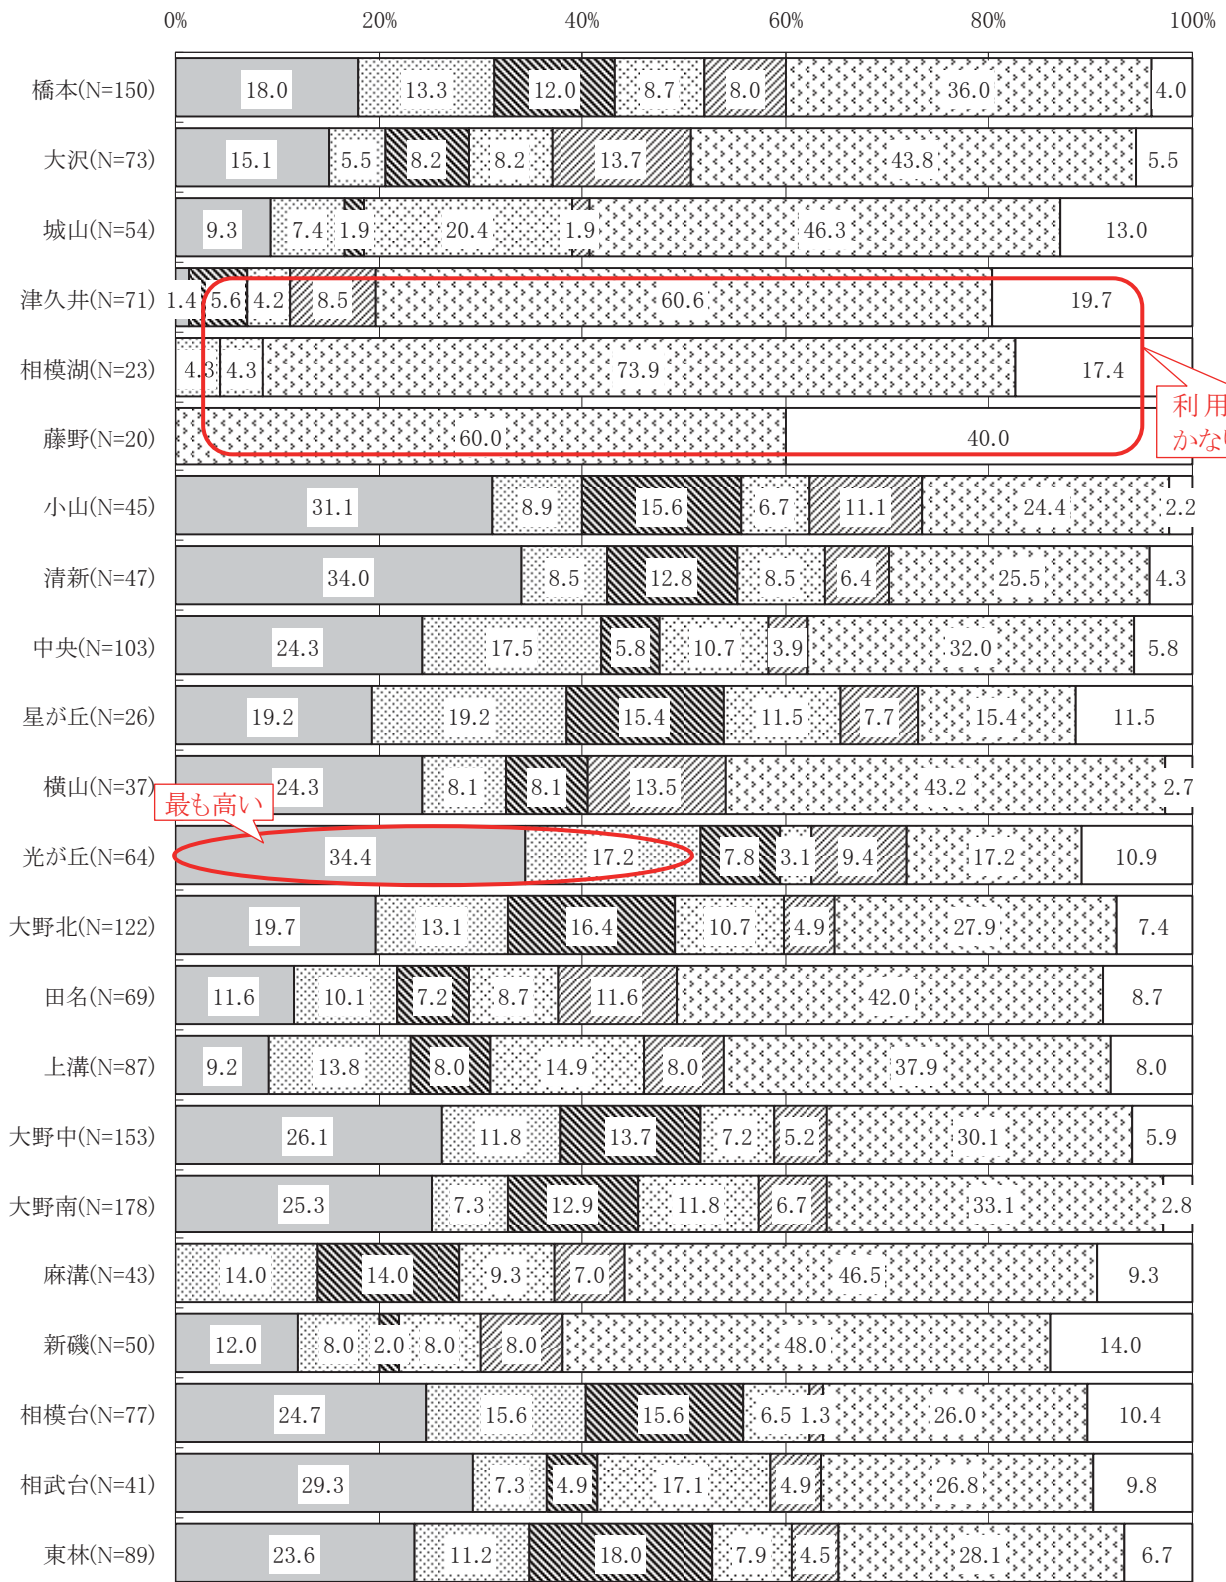 0% 20% 40% 60% 80% 100%
橋本(N=150) 18.0 13.3 12.0 8.7 8.0 36.0 4.0
大沢(N=73) 15.1 5.5 8.2 8.2 13.7 43.8 5.5
城山(N=54) 9.3 7.4 1.9 20.4 1.9 46.3 13.0
津久井(N=71) 1.4 5.6 4.2 8.5 60.6 19.7
相模湖(N=23) 4.3 4.3 73.9 17.4
利用
かなり
藤野(N=20) 60.0 40.0
小山(N=45) 31.1 8.9 15.6 6.7 11.1 24.4 2.2
清新(N=47) 34.0 8.5 12.8 8.5 6.4 25.5 4.3
中央(N=103) 24.3 17.5 5.8 10.7 3.9 32.0 5.8
星が丘(N=26) 19.2 19.2 15.4 11.5 7.7 15.4 11.5
横山(N=37) 24.3 8.1 8.1 13.5 43.2 2.7
最も高い
光が丘(N=64) 34.4 17.2 7.8 3.1 9.4 17.2 10.9
大野北(N=122) 19.7 13.1 16.4 10.7 4.9 27.9 7.4
田名(N=69) 11.6 10.1 7.2 8.7 11.6 42.0 8.7
上溝(N=87) 9.2 13.8 8.0 14.9 8.0 37.9 8.0
大野中(N=153) 26.1 11.8 13.7 7.2 5.2 30.1 5.9
大野南(N=178) 25.3 7.3 12.9 11.8 6.7 33.1 2.8
麻溝(N=43) 14.0 14.0 9.3 7.0 46.5 9.3
新磯(N=50) 12.0 8.0 2.0 8.0 8.0 48.0 14.0
相模台(N=77) 24.7 15.6 15.6 6.5 1.3 26.0 10.4
相武台(N=41) 29.3 7.3 4.9 17.1 4.9 26.8 9.8
東林(N=89) 23.6 11.2 18.0 7.9 4.5 28.1 6.7